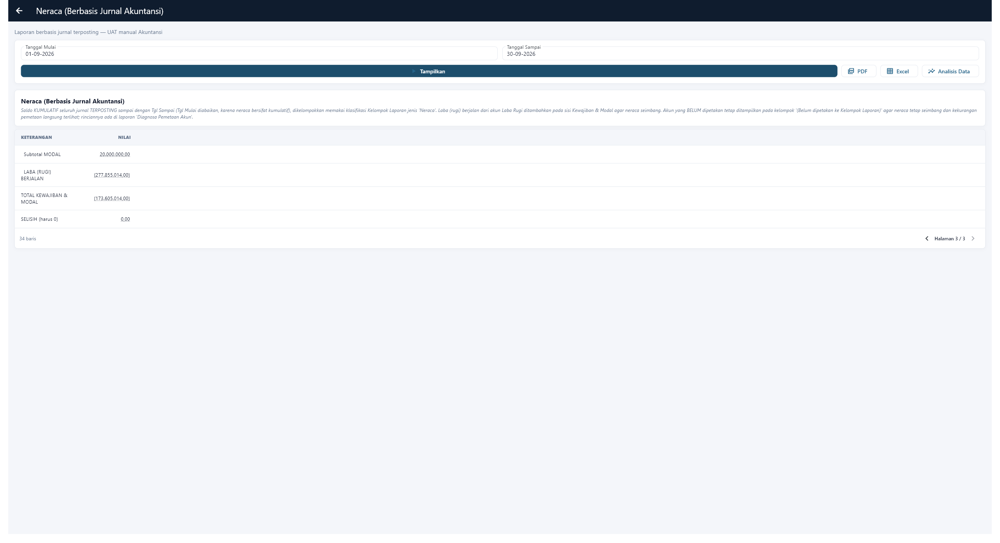 Neraca (Berbasis Jurnal Akuntansi)
Laporan berbasis jurnal terposting — UAT manual Akuntansi
Tanggal Mulai
01-09-2026
Tanggal Sampai
30-09-2026
Tampilkan
PDF
Excel
Analisis Data
Neraca (Berbasis Jurnal Akuntansi)
Saldo KUMULATIF seluruh jurnal TERPOSTING sampai dengan Tgl Sampai (Tgl Mulai diabaikan, karena neraca bersifat kumulatif), dikelompokkan memakai klasifikasi Kelompok Laporan jenis 'Neraca'. Laba (rugi) berjalan dari akun Laba Rugi ditambahkan pada sisi Kewajiban & Modal agar neraca seimbang. Akun yang BELUM dipetakan tetap ditampilkan pada kelompok '(Belum dipetakan ke Kelompok Laporan)' agar neraca tetap seimbang dan kekurangan
pemetaan langsung terlihat; rinciannya ada di laporan 'Diagnosa Pemetaan Akun'.
KETERANGAN NILAI
Subtotal MODAL 20.000.000,00
LABA (RUGI)
BERJALAN (277.855.014,00)
TOTAL KEWAJIBAN &
MODAL (173.605.014,00)
SELISIH (harus 0) 0,00
34 baris
Halaman 3 / 3